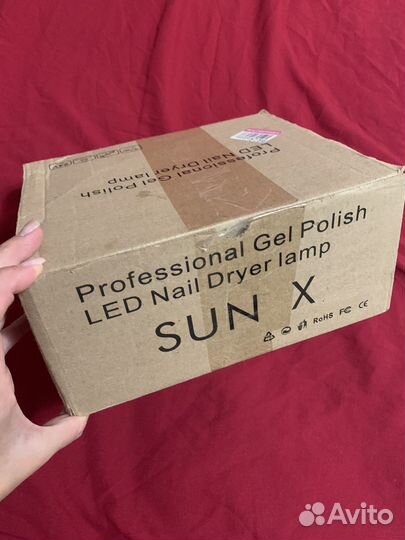 Professional Gel Polish
LED Nail Dryer lamp
Professional Gel Polish
LED Nail Dryer lamp
SUN X
RoHS FC CE
Avito